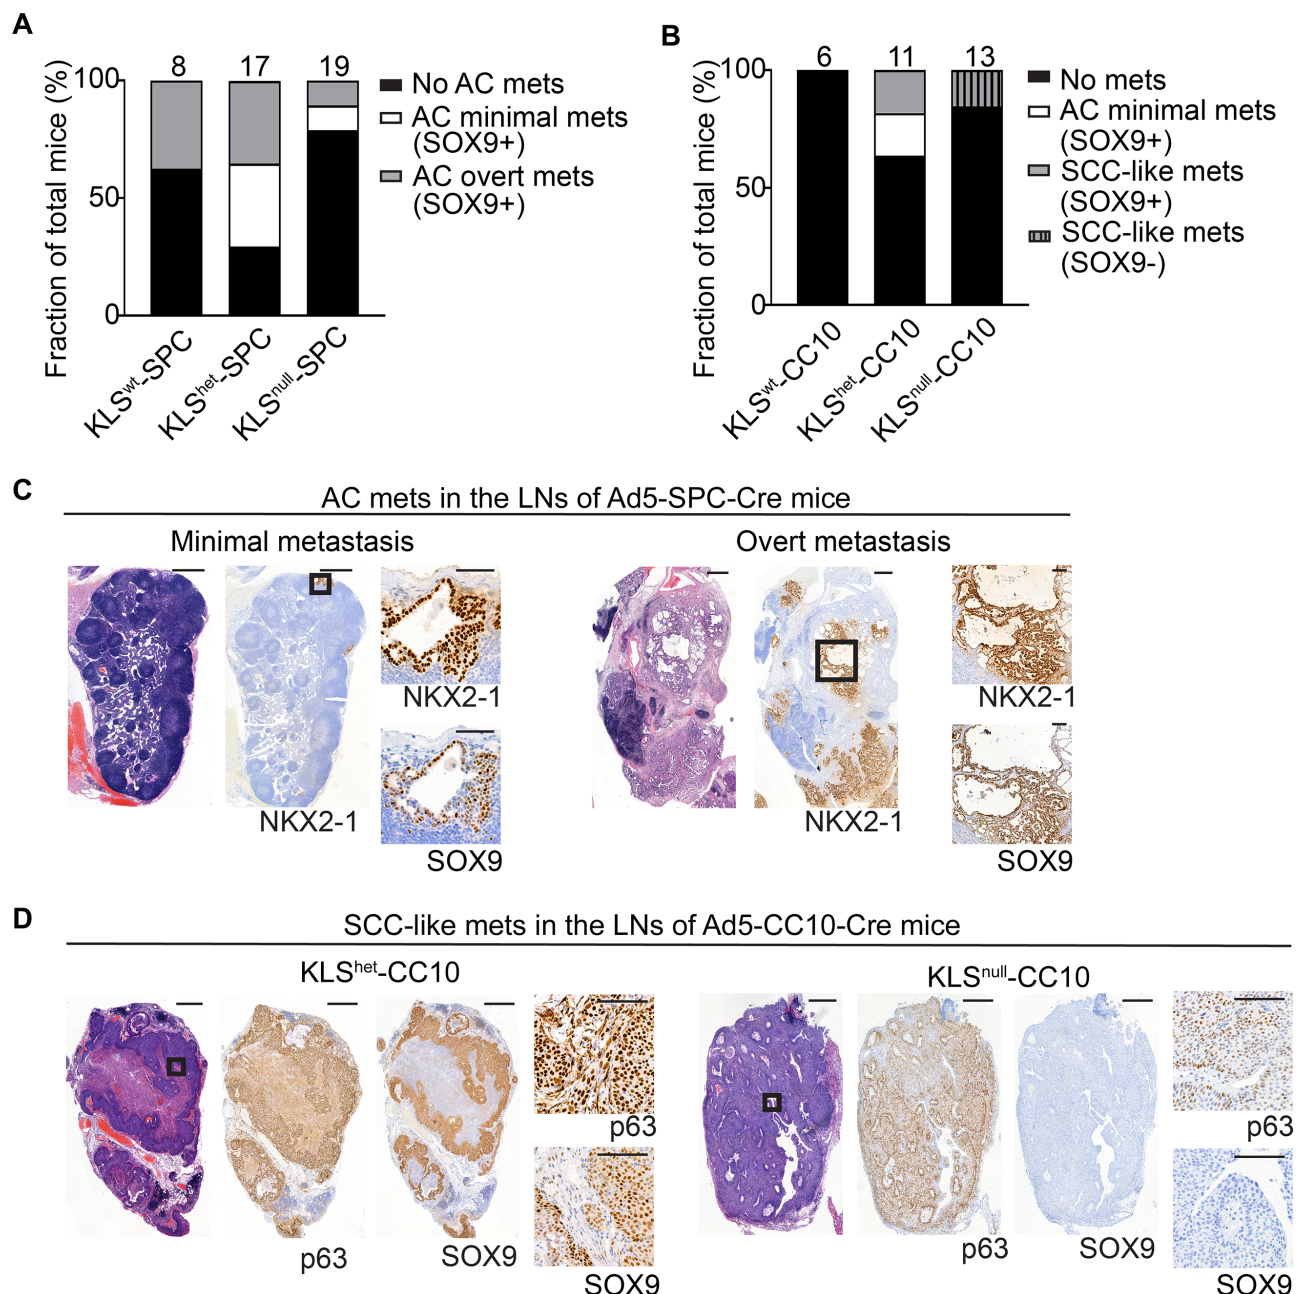 A
Fraction of total mice (%)
100
50
0
8 17 19
KLSwt-SPC
KLShet-SPC
KLSnull-SPC
No AC mets
AC minimal mets
(SOX9+)
AC overt mets
(SOX9+)
B
Fraction of total mice (%)
100
50
0
6 11 13
KLSwt-CC10
KLShet-CC10
KLSnull-CC10
No mets
AC minimal mets
(SOX9+)
SCC-like mets
(SOX9+)
SCC-like mets
(SOX9-)
C
AC mets in the LNs of Ad5-SPC-Cre mice
Minimal metastasis
NKX2-1
NKX2-1
SOX9
Overt metastasis
NKX2-1
NKX2-1
SOX9
D
SCC-like mets in the LNs of Ad5-CC10-Cre mice
KLShet-CC10
p63
SOX9
p63
SOX9
KLSnull-CC10
p63
SOX9
p63
SOX9